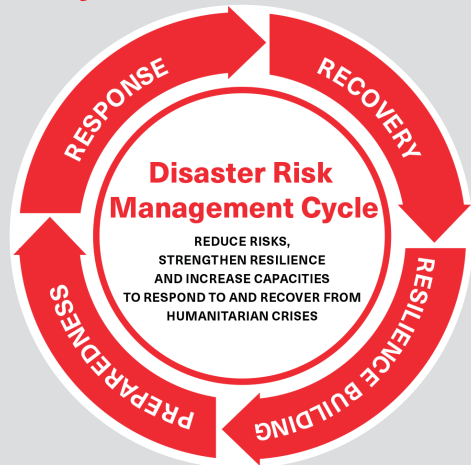 RESPONSE
RECOVERY
RESILIENCE BUILDING
PREPAREDNESS
Disaster Risk
Management Cycle
REDUCE RISKS,
STRENGTHEN RESILIENCE
AND INCREASE CAPACITIES
TO RESPOND TO AND RECOVER FROM
HUMANITARIAN CRISES